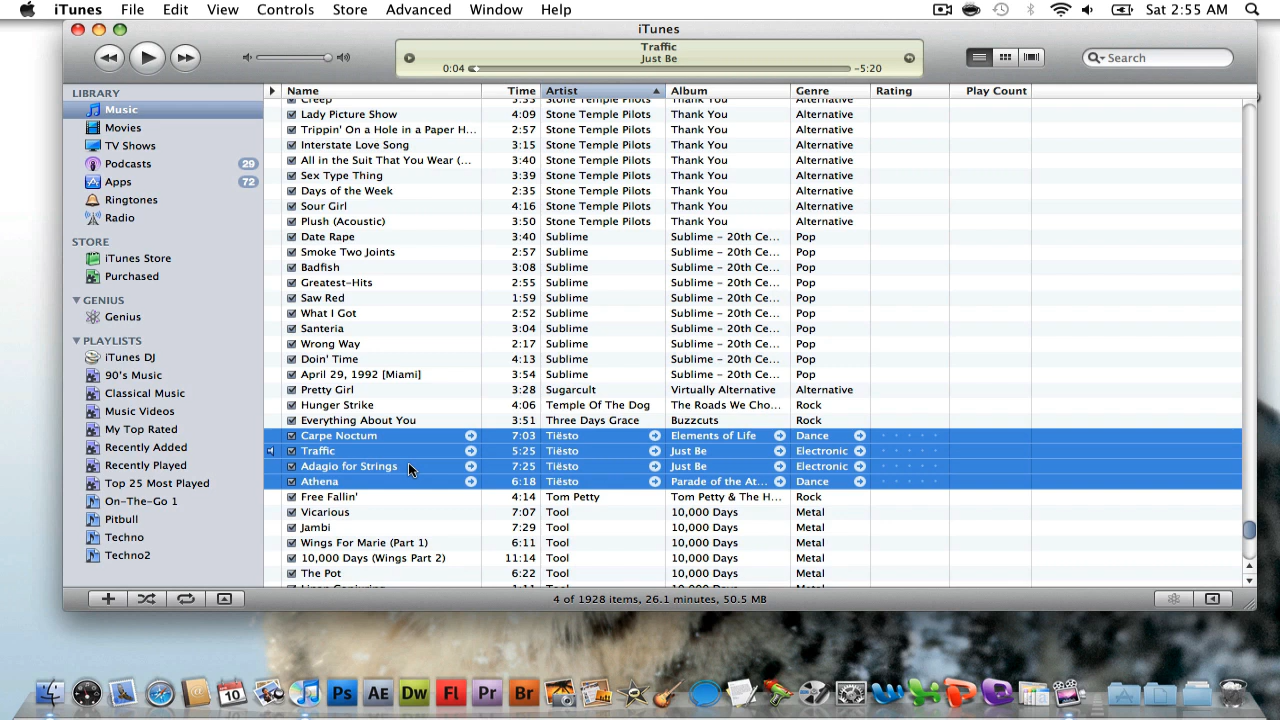 iTunes File Edit View Controls Store Advanced Window Help Sat 2:55 AM
iTunes
Traffic
Just Be
0:04 -5:20
Search
LIBRARY
Music
Movies
TV Shows
Podcasts 29
Apps 72
Ringtones
Radio
STORE
iTunes Store
Purchased
GENIUS
Genius
PLAYLISTS
iTunes DJ
90's Music
Classical Music
Music Videos
My Top Rated
Recently Added
Recently Played
Top 25 Most Played
On-The-Go 1
Pitbull
Techno
Techno2
Name Time Artist Album Genre Rating Play Count
Creep 5:33 Stone Temple Pilots Thank You Alternative
Lady Picture Show 4:09 Stone Temple Pilots Thank You Alternative
Trippin' On a Hole in a Paper H... 2:57 Stone Temple Pilots Thank You Alternative
Interstate Love Song 3:15 Stone Temple Pilots Thank You Alternative
All in the Suit That You Wear (... 3:40 Stone Temple Pilots Thank You Alternative
Sex Type Thing 3:39 Stone Temple Pilots Thank You Alternative
Days of the Week 2:35 Stone Temple Pilots Thank You Alternative
Sour Girl 4:16 Stone Temple Pilots Thank You Alternative
Plush (Acoustic) 3:50 Stone Temple Pilots Thank You Alternative
Date Rape 3:40 Sublime Sublime – 20th Ce... Pop
Smoke Two Joints 2:57 Sublime Sublime – 20th Ce... Pop
Badfish 3:08 Sublime Sublime – 20th Ce... Pop
Greatest-Hits 2:55 Sublime Sublime – 20th Ce... Pop
Saw Red 1:59 Sublime Sublime – 20th Ce... Pop
What I Got 2:52 Sublime Sublime – 20th Ce... Pop
Santeria 3:04 Sublime Sublime – 20th Ce... Pop
Wrong Way 2:17 Sublime Sublime – 20th Ce... Pop
Doin' Time 4:13 Sublime Sublime – 20th Ce... Pop
April 29, 1992 [Miami] 3:54 Sublime Sublime – 20th Ce... Pop
Pretty Girl 3:28 Sugarcult Virtually Alternative Alternative
Hunger Strike 4:06 Temple Of The Dog The Roads We Cho... Rock
Everything About You 3:51 Three Days Grace Buzzcuts Rock
Carpe Noctum 7:03 Tiësto Elements of Life Dance
Traffic 5:25 Tiësto Just Be Electronic
Adagio for Strings 7:25 Tiësto Just Be Electronic
Athena 6:18 Tiësto Parade of the At... Dance
Free Fallin' 4:14 Tom Petty Tom Petty & The H... Rock
Vicarious 7:07 Tool 10,000 Days Metal
Jambi 7:29 Tool 10,000 Days Metal
Wings For Marie (Part 1) 6:11 Tool 10,000 Days Metal
10,000 Days (Wings Part 2) 11:14 Tool 10,000 Days Metal
The Pot 6:22 Tool 10,000 Days Metal
4 of 1928 items, 26.1 minutes, 50.5 MB
10 Ps AE Dw Fl Pr Br